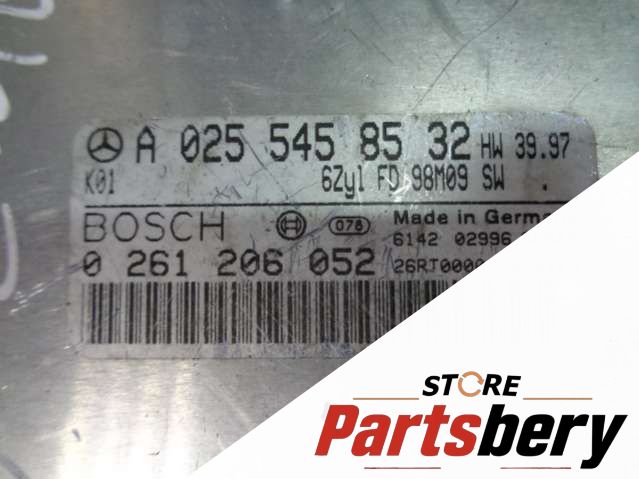 A 025 545 85 32 HW 39.97
K01 6Zyl FD 98M09 SW .
BOSCH 078 Made in
0 261 206 052 6142 02996
STORE
Partsbery